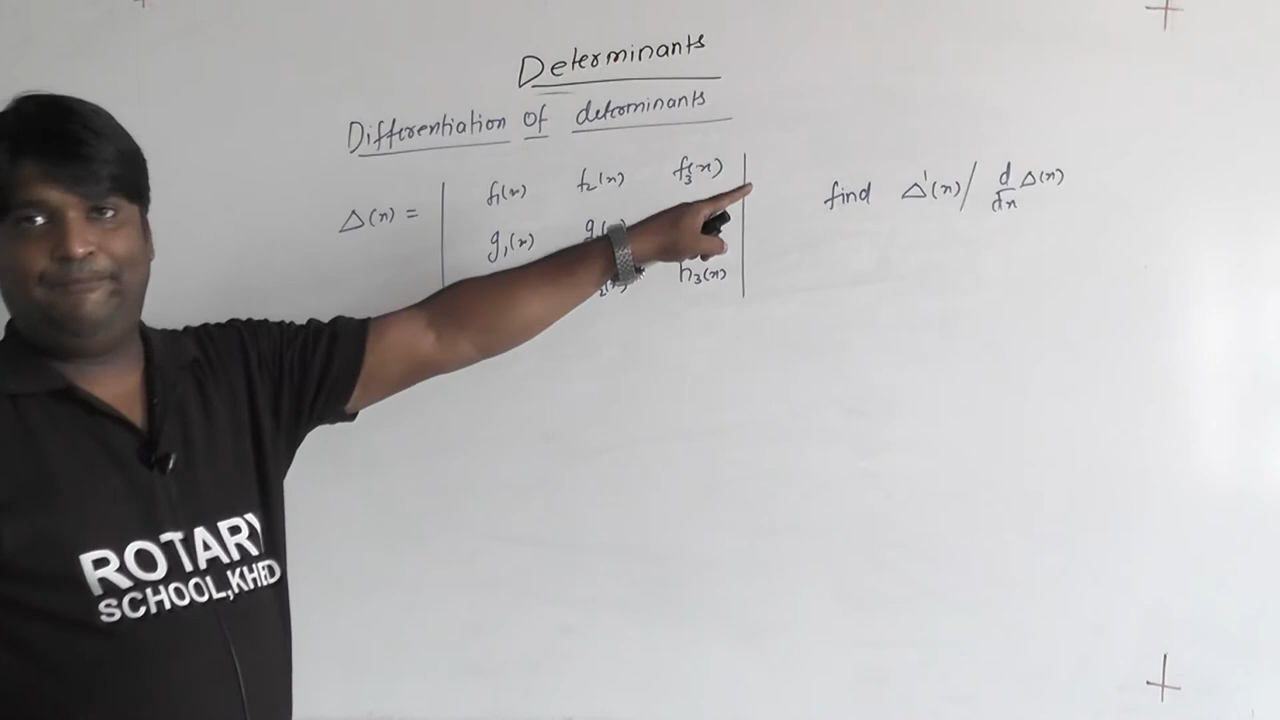 Determinants
Differentiation of determinants
f₁(x) f₂(x) f₃(x)
Δ(x) = find Δ'(x) / d/dx Δ(x)
g₁(x)
h₃(x)
ROTARY
SCHOOL,KHED